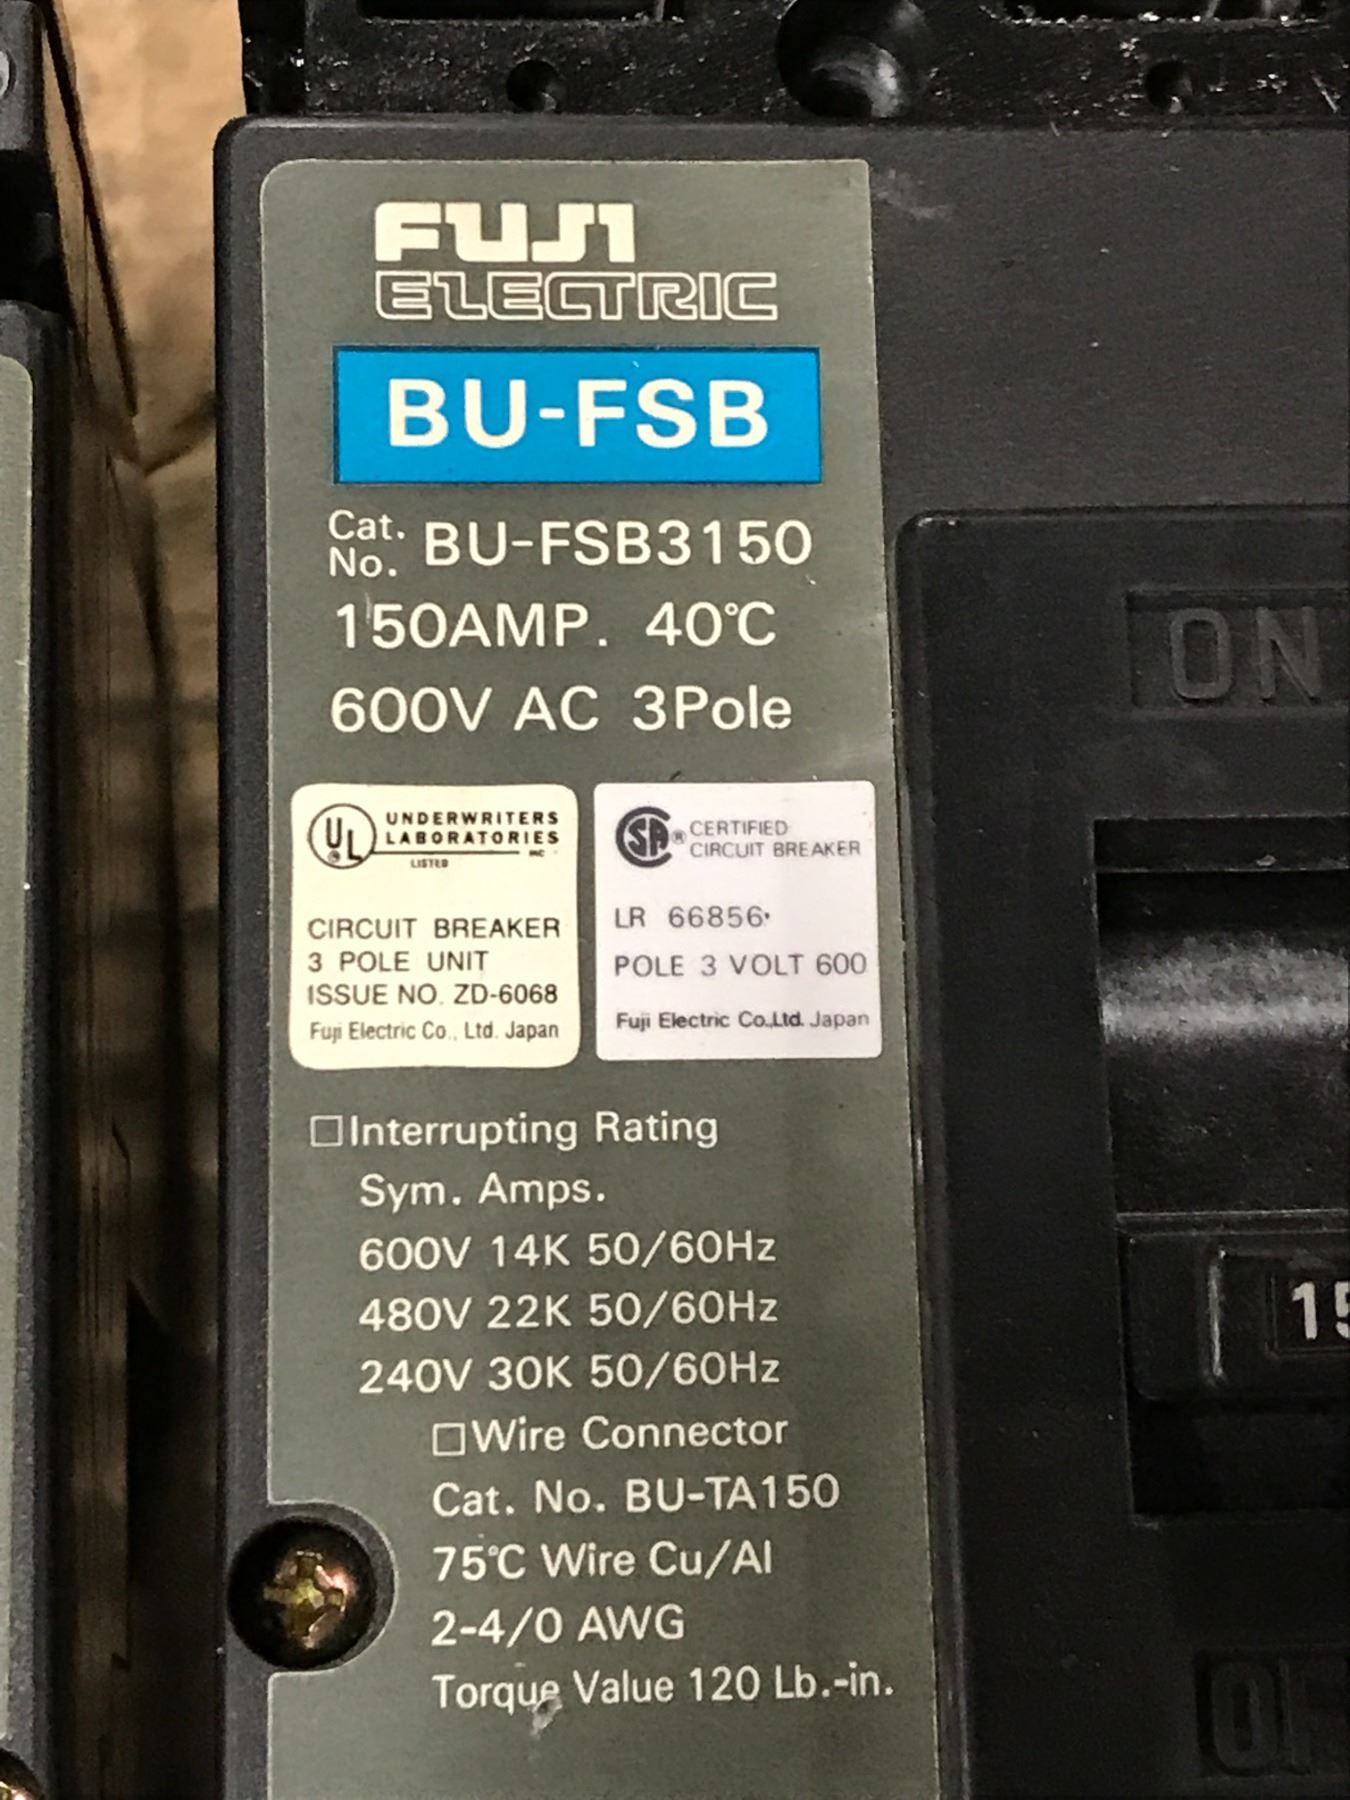 FUJI
ELECTRIC
BU-FSB
Cat. No. BU-FSB3150
150AMP. 40°C
600V AC 3Pole
UL® UNDERWRITERS
LABORATORIES
INC
LISTED
CIRCUIT BREAKER
3 POLE UNIT
ISSUE NO. ZD-6068
Fuji Electric Co., Ltd. Japan
SA® CERTIFIED
CIRCUIT BREAKER
LR 66856
POLE 3 VOLT 600
Fuji Electric Co.,Ltd. Japan
□Interrupting Rating
Sym. Amps.
600V 14K 50/60Hz
480V 22K 50/60Hz
240V 30K 50/60Hz
□Wire Connector
Cat. No. BU-TA150
75°C Wire Cu/Al
2-4/0 AWG
Torque Value 120 Lb.-in.
ON